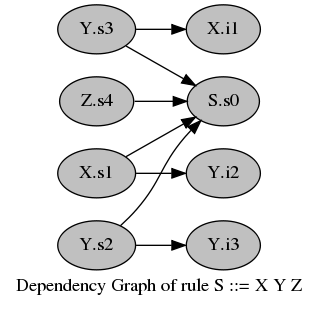 Y.s3 X.i1
Z.s4 S.s0
X.s1 Y.i2
Y.s2 Y.i3
Dependency Graph of rule S ::= X Y Z